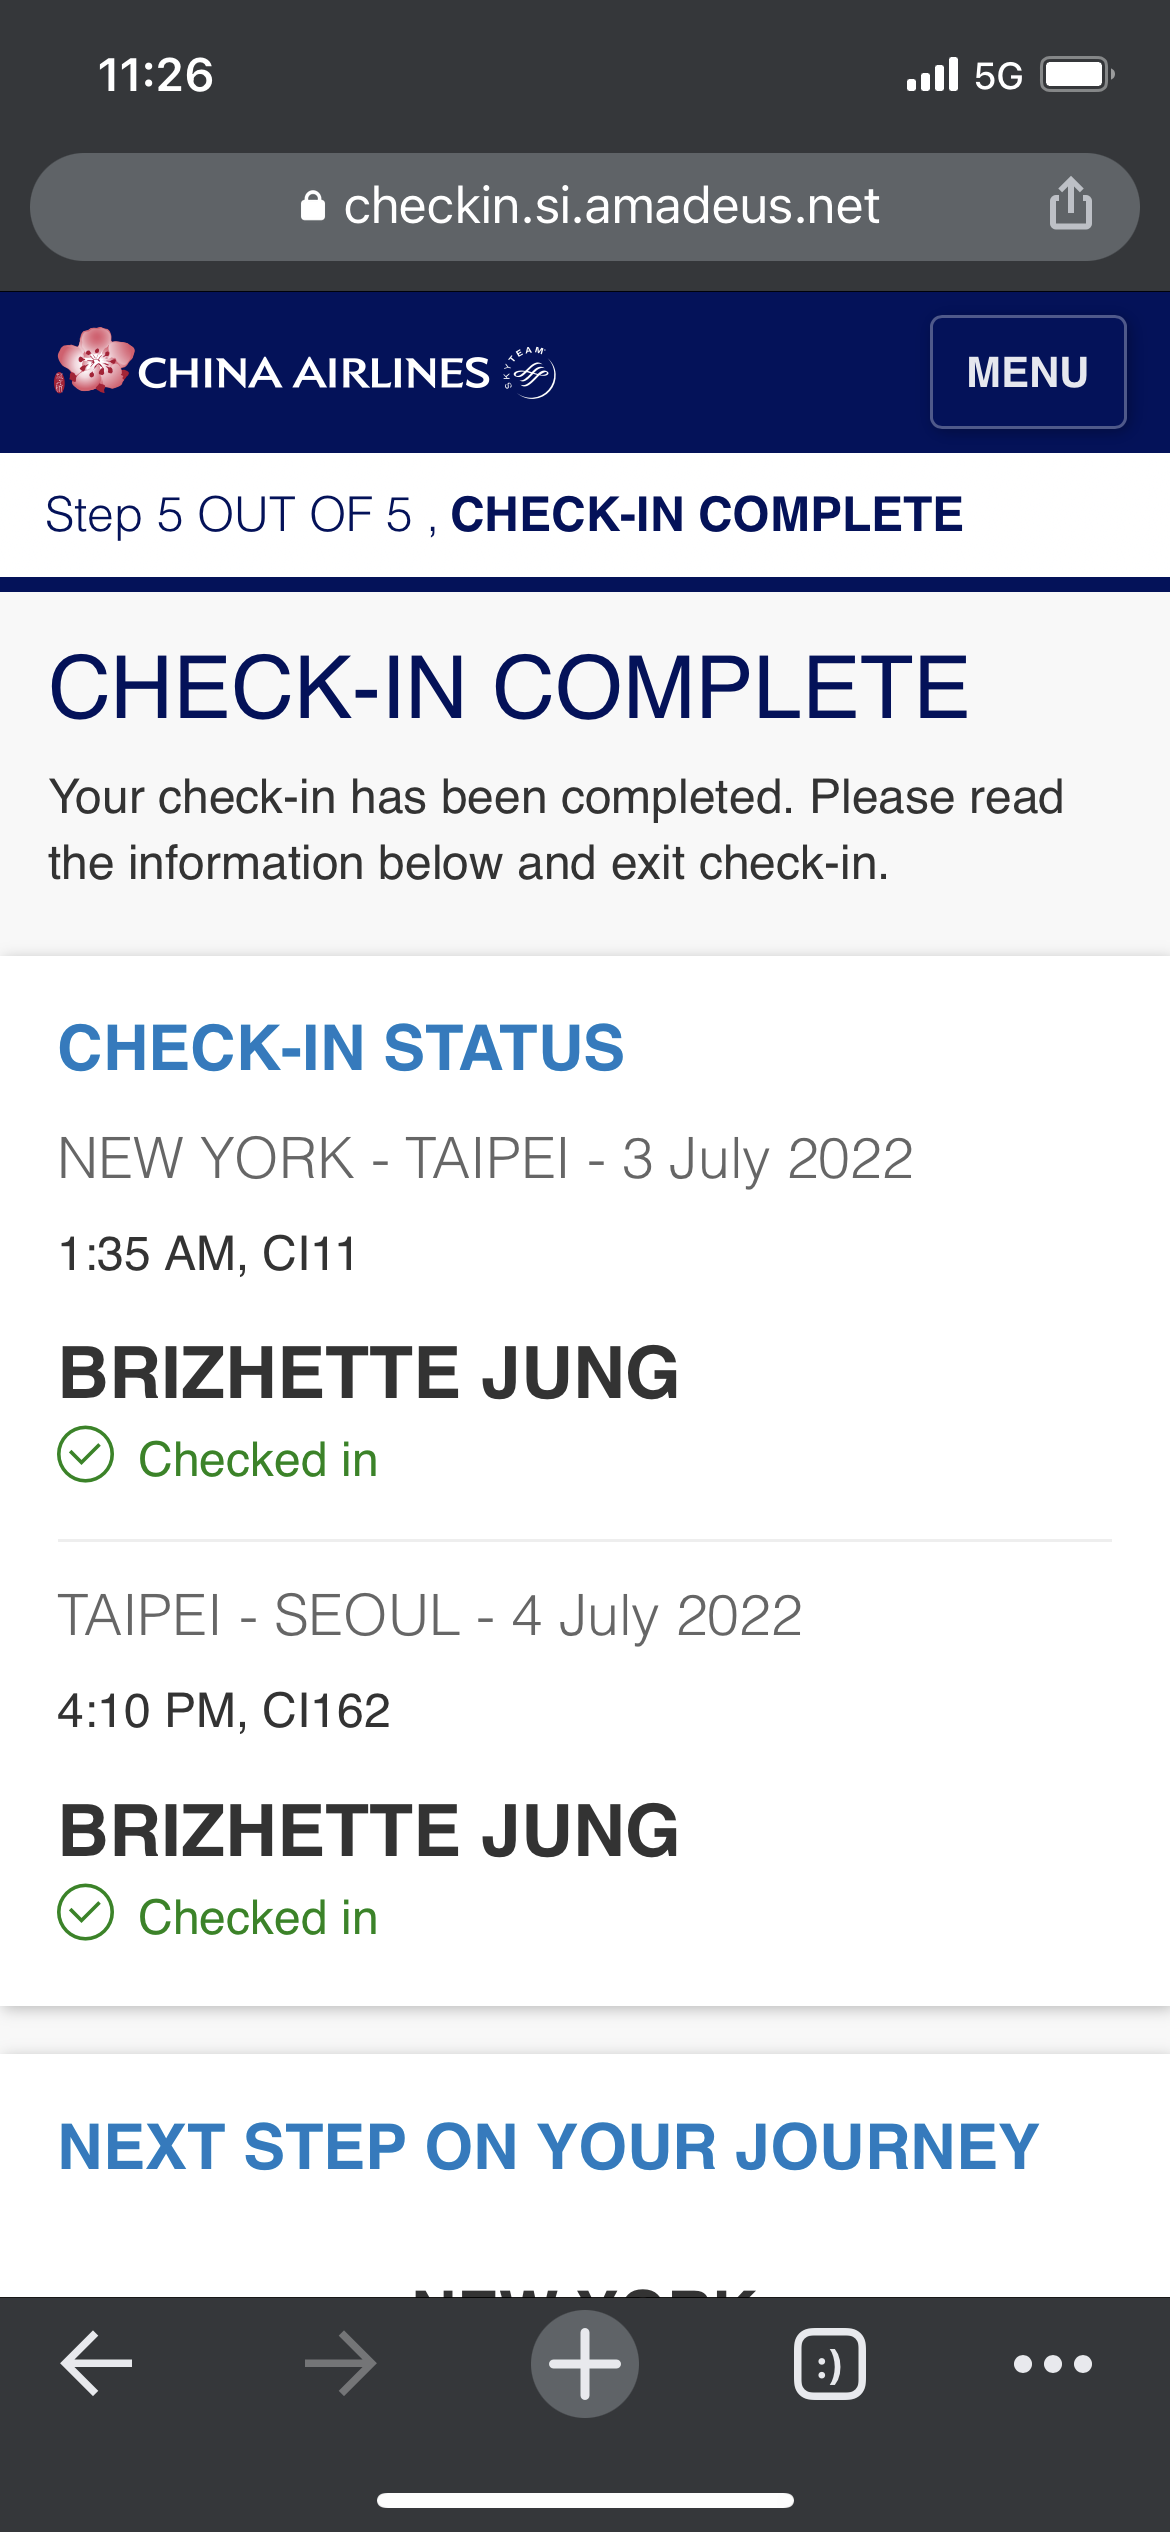 11:26
5G
checkin.si.amadeus.net
CHINA AIRLINES SKYTEAM
MENU
Step 5 OUT OF 5 , CHECK-IN COMPLETE
CHECK-IN COMPLETE
Your check-in has been completed. Please read
the information below and exit check-in.
CHECK-IN STATUS
NEW YORK - TAIPEI - 3 July 2022
1:35 AM, CI11
BRIZHETTE JUNG
Checked in
TAIPEI - SEOUL - 4 July 2022
4:10 PM, CI162
BRIZHETTE JUNG
Checked in
NEXT STEP ON YOUR JOURNEY
NEW YORK
:)